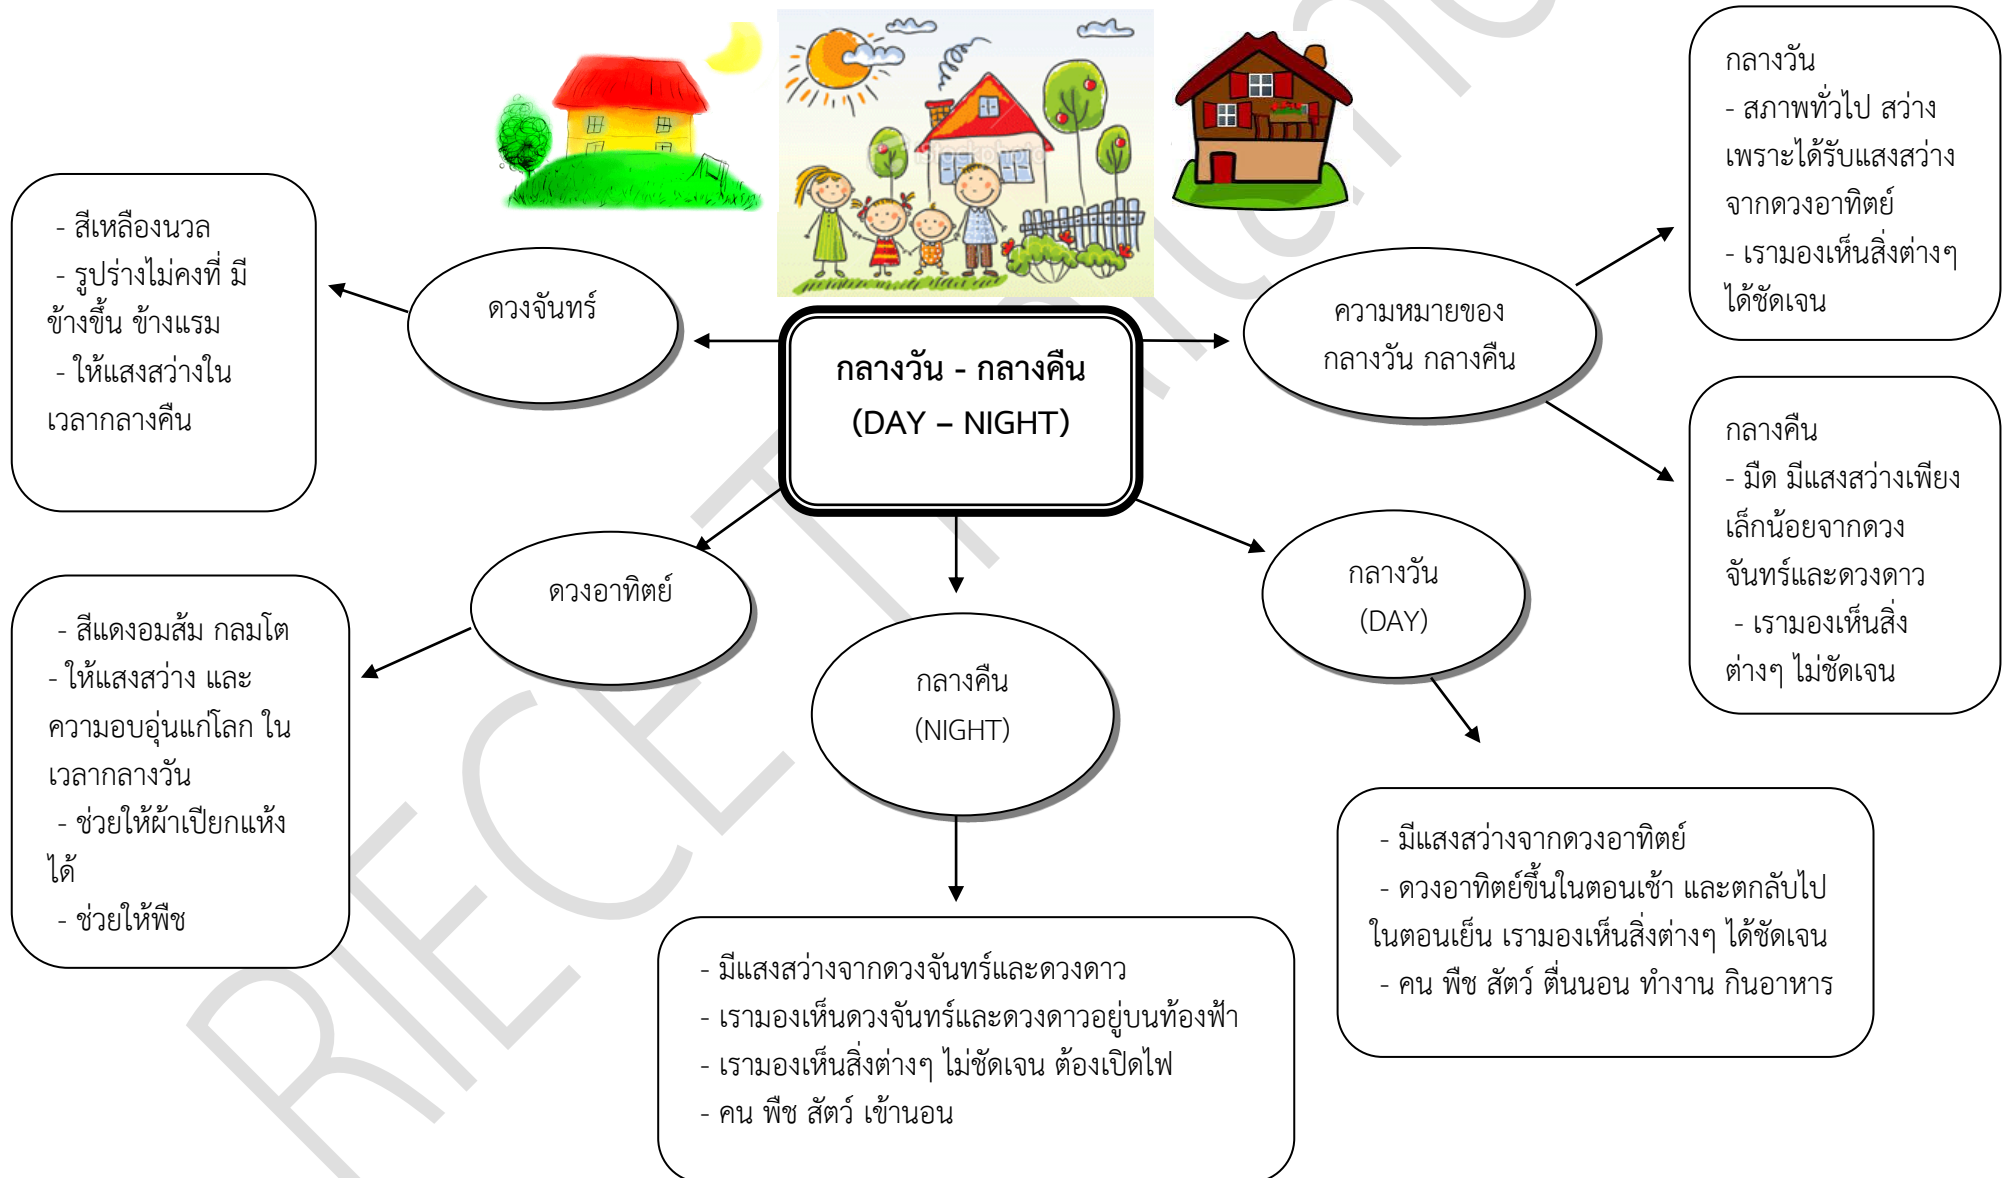 กลางวัน - กลางคืน
(DAY – NIGHT)
ความหมายของ
กลางวัน กลางคืน
กลางวัน
- สภาพทั่วไป สว่าง
เพราะได้รับแสงสว่าง
จากดวงอาทิตย์
- เรามองเห็นสิ่งต่างๆ
ได้ชัดเจน
กลางคืน
- มืด มีแสงสว่างเพียง
เล็กน้อยจากดวง
จันทร์และดวงดาว
- เรามองเห็นสิ่ง
ต่างๆ ไม่ชัดเจน
กลางวัน
(DAY)
- มีแสงสว่างจากดวงอาทิตย์
- ดวงอาทิตย์ขึ้นในตอนเช้า และตกลับไป
ในตอนเย็น เรามองเห็นสิ่งต่างๆ ได้ชัดเจน
- คน พืช สัตว์ ตื่นนอน ทำงาน กินอาหาร
กลางคืน
(NIGHT)
- มีแสงสว่างจากดวงจันทร์และดวงดาว
- เรามองเห็นดวงจันทร์และดวงดาวอยู่บนท้องฟ้า
- เรามองเห็นสิ่งต่างๆ ไม่ชัดเจน ต้องเปิดไฟ
- คน พืช สัตว์ เข้านอน
ดวงอาทิตย์
- สีแดงอมส้ม กลมโต
- ให้แสงสว่าง และ
ความอบอุ่นแก่โลก ใน
เวลากลางวัน
- ช่วยให้ผ้าเปียกแห้ง
ได้
- ช่วยให้พืช
ดวงจันทร์
- สีเหลืองนวล
- รูปร่างไม่คงที่ มี
ข้างขึ้น ข้างแรม
- ให้แสงสว่างใน
เวลากลางคืน
iStockphoto
RIECE